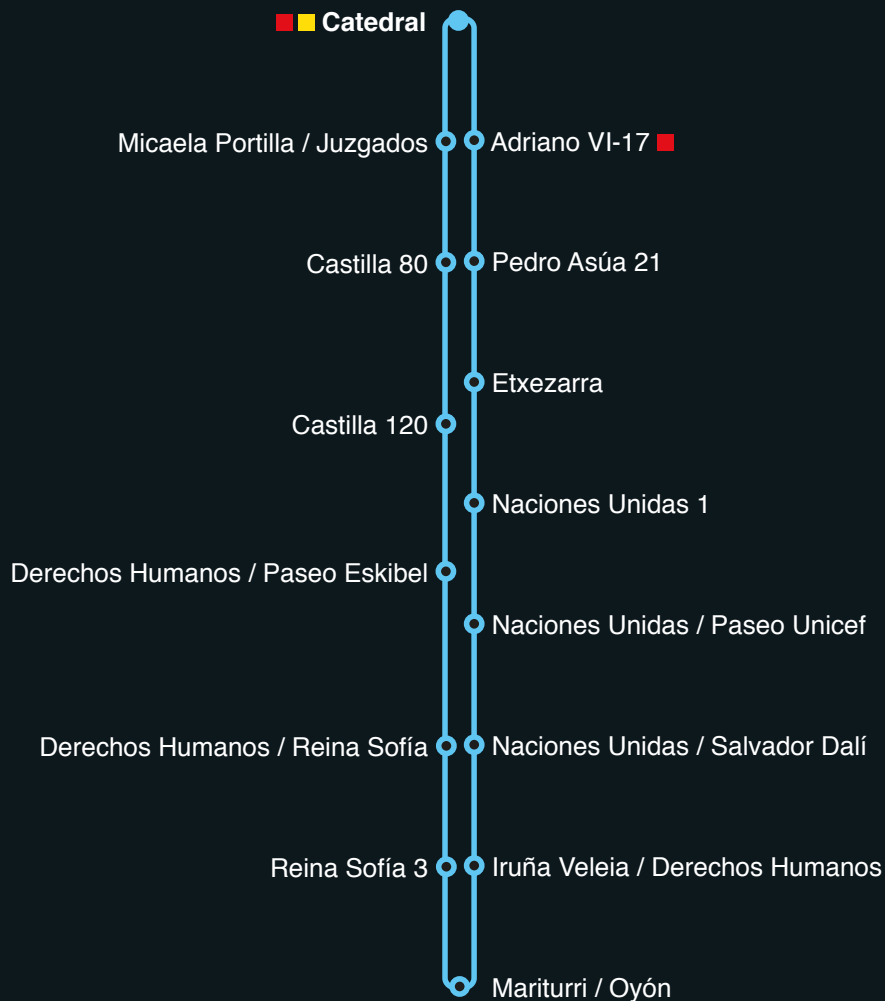 Catedral
Micaela Portilla / Juzgados
Adriano VI-17
Castilla 80
Pedro Asúa 21
Etxezarra
Castilla 120
Naciones Unidas 1
Derechos Humanos / Paseo Eskibel
Naciones Unidas / Paseo Unicef
Derechos Humanos / Reina Sofía
Naciones Unidas / Salvador Dalí
Reina Sofía 3
Iruña Veleia / Derechos Humanos
Mariturri / Oyón